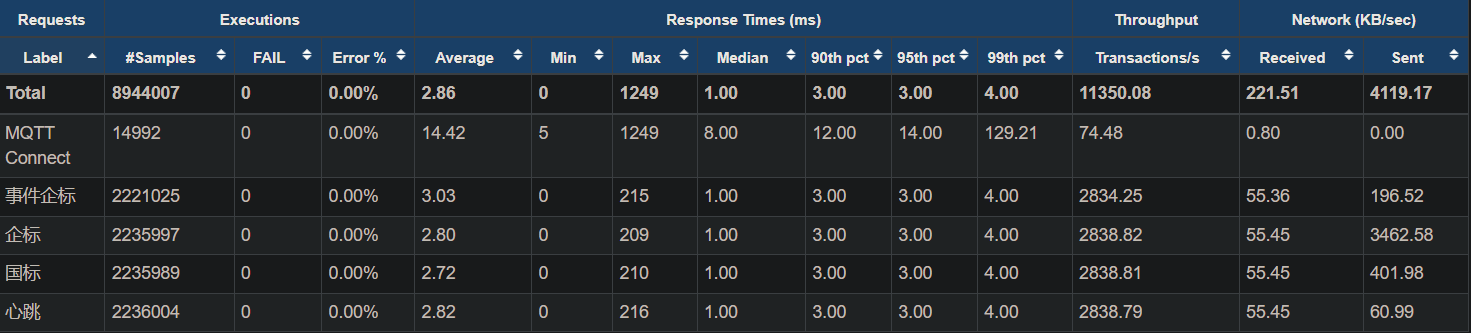 Requests Executions Response Times (ms) Throughput Network (KB/sec)
Label #Samples FAIL Error % Average Min Max Median 90th pct 95th pct 99th pct Transactions/s Received Sent
Total 8944007 0 0.00% 2.86 0 1249 1.00 3.00 3.00 4.00 11350.08 221.51 4119.17
MQTT Connect 14992 0 0.00% 14.42 5 1249 8.00 12.00 14.00 129.21 74.48 0.80 0.00
事件企标 2221025 0 0.00% 3.03 0 215 1.00 3.00 3.00 4.00 2834.25 55.36 196.52
企标 2235997 0 0.00% 2.80 0 209 1.00 3.00 3.00 4.00 2838.82 55.45 3462.58
国标 2235989 0 0.00% 2.72 0 210 1.00 3.00 3.00 4.00 2838.81 55.45 401.98
心跳 2236004 0 0.00% 2.82 0 216 1.00 3.00 3.00 4.00 2838.79 55.45 60.99